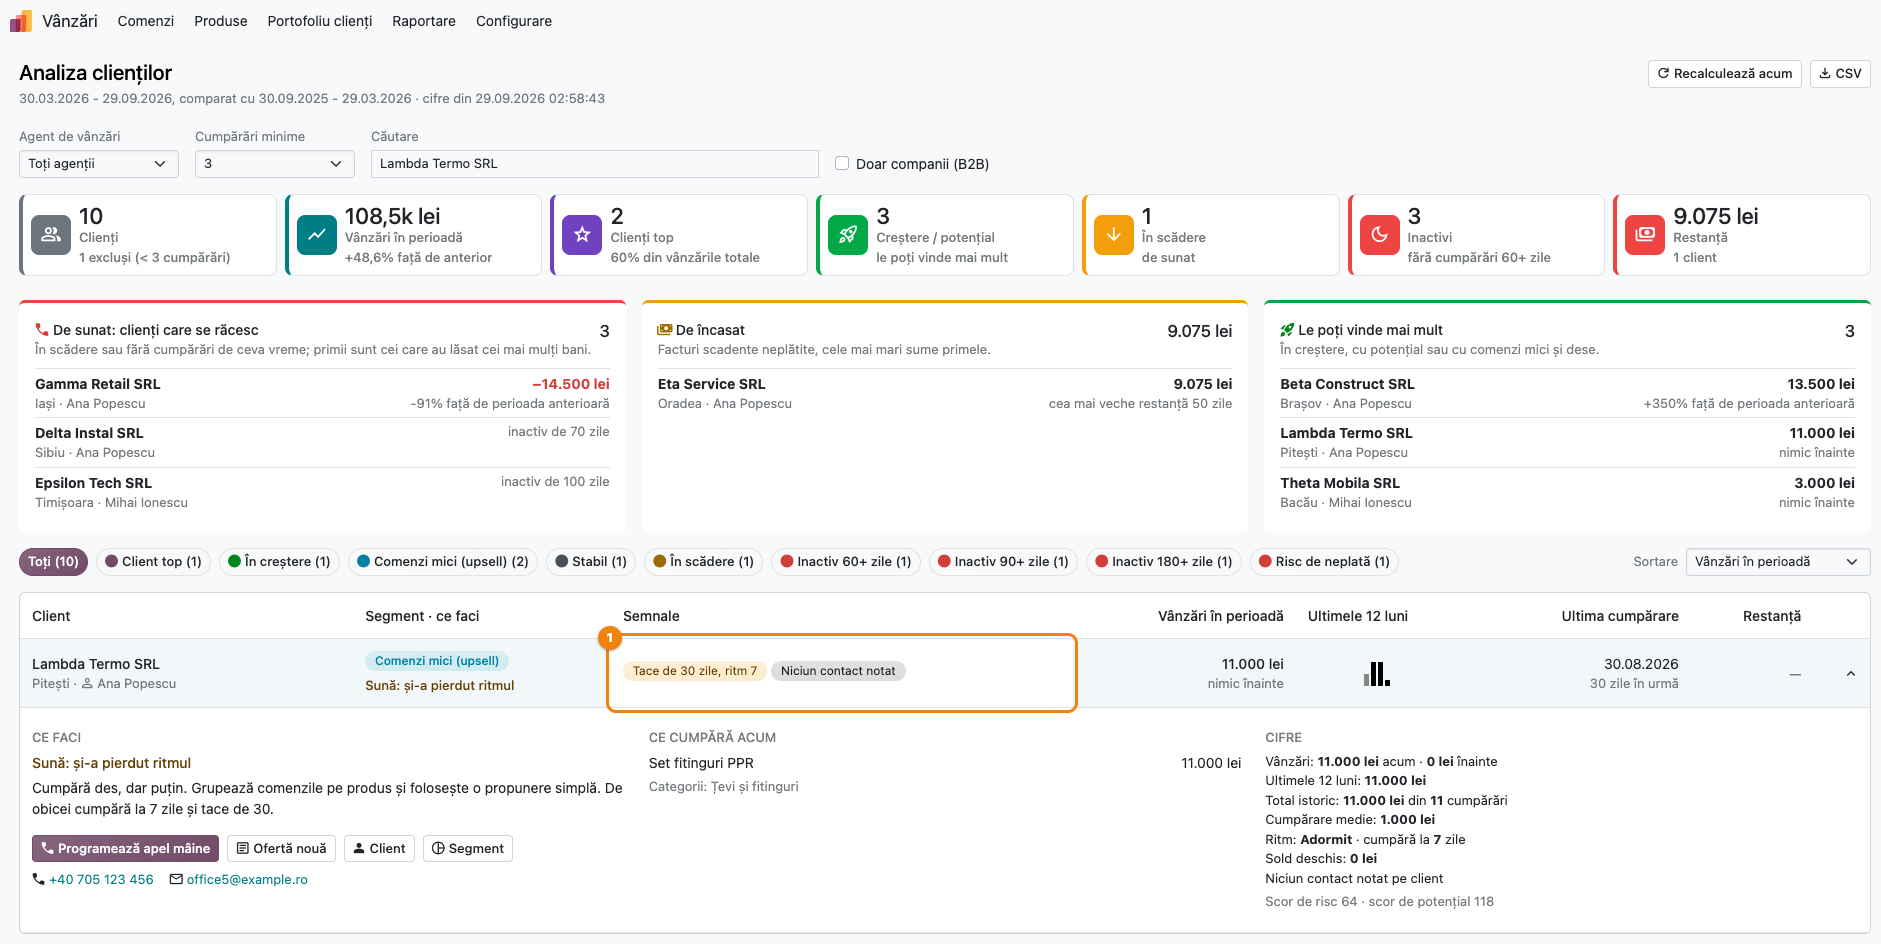 Vânzări Comenzi Produse Portofoliu clienți Raportare Configurare
Analiza clienților
Recalculează acum CSV
30.03.2026 - 29.09.2026, comparat cu 30.09.2025 - 29.03.2026 · cifre din 29.09.2026 02:58:43
Agent de vânzări Cumpărări minime Căutare
Toți agenții 3 Lambda Termo SRL Doar companii (B2B)
10
Clienți
1 excluși (< 3 cumpărări)
108,5k lei
Vânzări în perioadă
+48,6% față de anterior
2
Clienți top
60% din vânzările totale
3
Creștere / potențial
le poți vinde mai mult
1
În scădere
de sunat
3
Inactivi
fără cumpărări 60+ zile
9.075 lei
Restanță
1 client
De sunat: clienți care se răcesc 3
În scădere sau fără cumpărări de ceva vreme; primii sunt cei care au lăsat cei mai mulți bani.
Gamma Retail SRL −14.500 lei
Iași · Ana Popescu -91% față de perioada anterioară
Delta Instal SRL inactiv de 70 zile
Sibiu · Ana Popescu
Epsilon Tech SRL inactiv de 100 zile
Timișoara · Mihai Ionescu
De încasat 9.075 lei
Facturi scadente neplătite, cele mai mari sume primele.
Eta Service SRL 9.075 lei
Oradea · Ana Popescu cea mai veche restanță 50 zile
Le poți vinde mai mult 3
În creștere, cu potențial sau cu comenzi mici și dese.
Beta Construct SRL 13.500 lei
Brașov · Ana Popescu +350% față de perioada anterioară
Lambda Termo SRL 11.000 lei
Pitești · Ana Popescu nimic înainte
Theta Mobila SRL 3.000 lei
Bacău · Mihai Ionescu nimic înainte
Toți (10) Client top (1) În creștere (1) Comenzi mici (upsell) (2) Stabil (1) În scădere (1) Inactiv 60+ zile (1) Inactiv 90+ zile (1) Inactiv 180+ zile (1) Risc de neplată (1) Sortare Vânzări în perioadă
Client Segment · ce faci Semnale Vânzări în perioadă Ultimele 12 luni Ultima cumpărare Restanță
1
Lambda Termo SRL
Pitești · Ana Popescu
Comenzi mici (upsell)
Sună: și-a pierdut ritmul
Tace de 30 zile, ritm 7 Niciun contact notat
11.000 lei
nimic înainte
30.08.2026
30 zile în urmă
—
CE FACI
Sună: și-a pierdut ritmul
Cumpără des, dar puțin. Grupează comenzile pe produs și folosește o propunere simplă. De
obicei cumpără la 7 zile și tace de 30.
Programează apel mâine Ofertă nouă Client Segment
+40 705 123 456 office5@example.ro
CE CUMPĂRĂ ACUM
Set fitinguri PPR 11.000 lei
Categorii: Țevi și fitinguri
CIFRE
Vânzări: 11.000 lei acum · 0 lei înainte
Ultimele 12 luni: 11.000 lei
Total istoric: 11.000 lei din 11 cumpărări
Cumpărare medie: 1.000 lei
Ritm: Adormit · cumpără la 7 zile
Sold deschis: 0 lei
Niciun contact notat pe client
Scor de risc 64 · scor de potențial 118